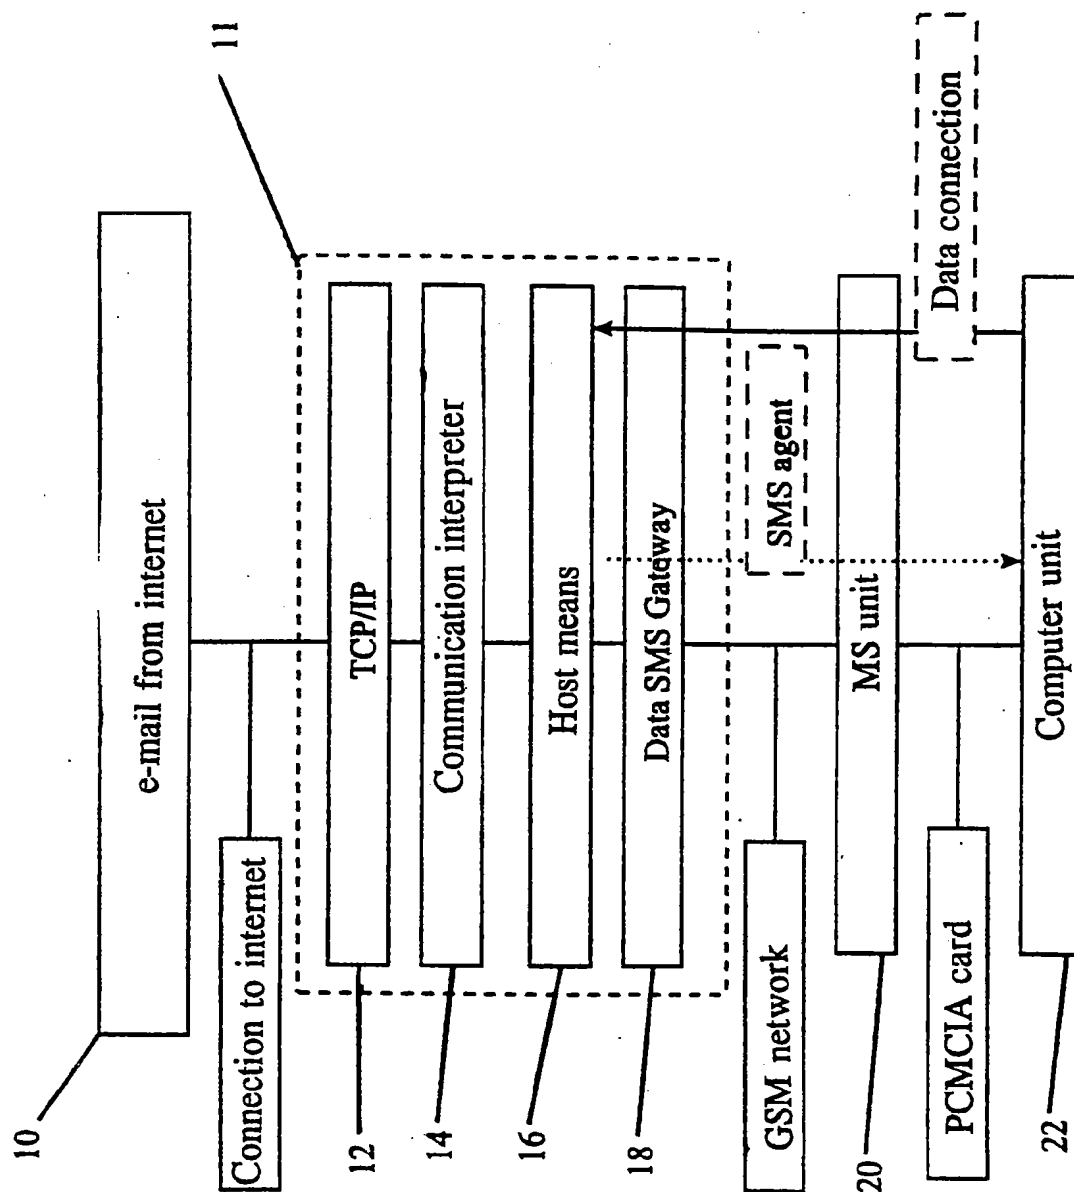 10
e-mail from internet
11
Connection to internet
12
TCP/IP
14
Communication interpreter
16
Host means
18
Data SMS Gateway
GSM network
SMS agent
20
MS unit
PCMCIA card
Data connection
22
Computer unit